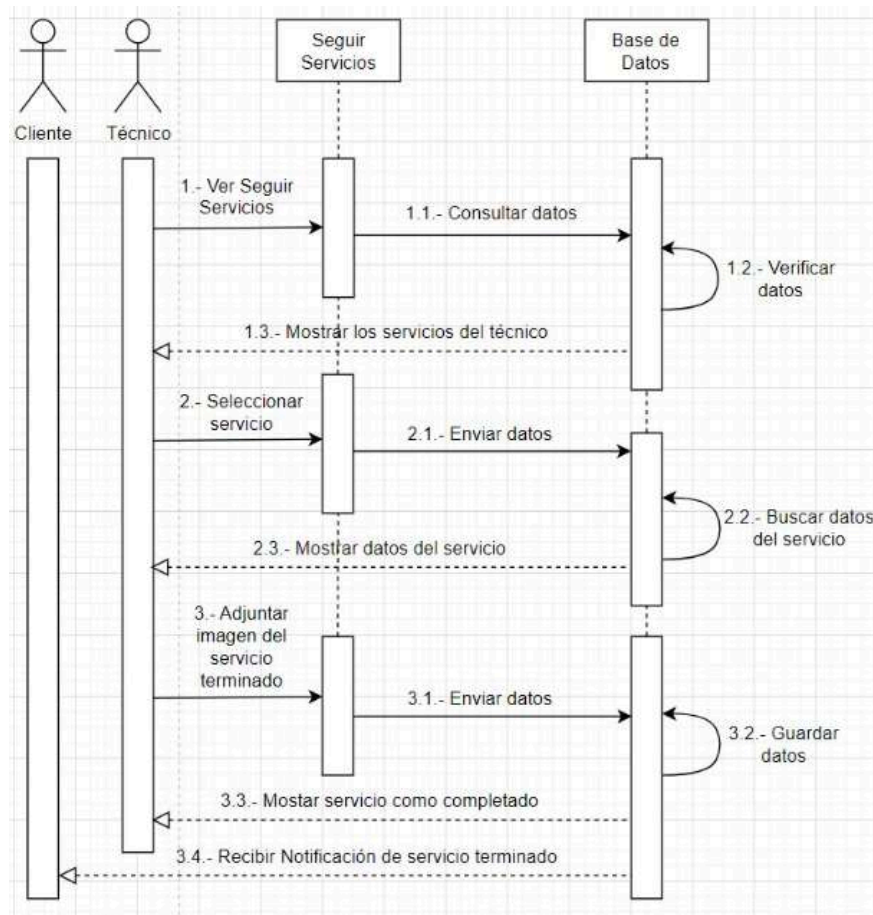 Seguir
Servicios
Base de
Datos
Cliente
Técnico
1.- Ver Seguir
Servicios
1.1.- Consultar datos
1.2.- Verificar
datos
1.3.- Mostrar los servicios del técnico
2.- Seleccionar
servicio
2.1.- Enviar datos
2.2.- Buscar datos
del servicio
2.3.- Mostrar datos del servicio
3.- Adjuntar
imagen del
servicio
terminado
3.1.- Enviar datos
3.2.- Guardar
datos
3.3.- Mostar servicio como completado
3.4.- Recibir Notificación de servicio terminado